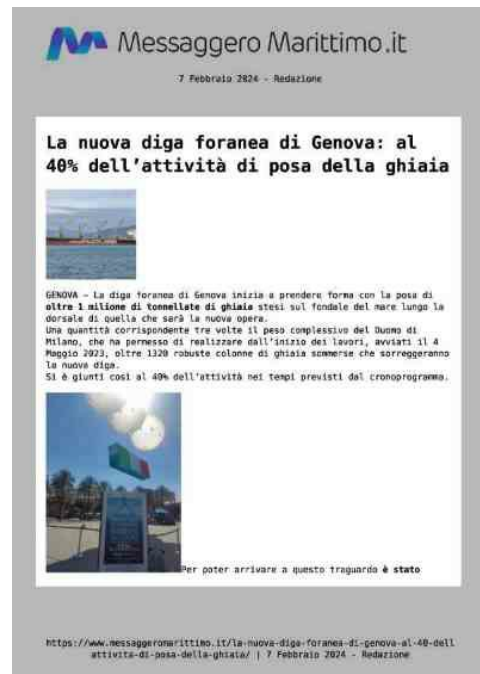 Messaggero Marittimo.it
7 Febbraio 2024 - Redazione
La nuova diga foranea di Genova: al
40% dell'attività di posa della ghiaia
GENOVA – La diga foranea di Genova inizia a prendere forma con la posa di
oltre 1 milione di tonnellate di ghiaia stesi sul fondale del mare lungo la
dorsale di quella che sarà la nuova opera.
Una quantità corrispondente tre volte il peso complessivo del Duomo di
Milano, che ha permesso di realizzare dall'inizio dei lavori, avviati il 4
Maggio 2023, oltre 1320 robuste colonne di ghiaia sommerse che sorreggeranno
la nuova diga.
Si è giunti così al 40% dell'attività nei tempi previsti dal cronoprogramma.
Per poter arrivare a questo traguardo è stato
https://www.messaggeromarittimo.it/la-nuova-diga-foranea-di-genova-al-40-dell
attivita-di-posa-della-ghiaia/ | 7 Febbraio 2024 - Redazione